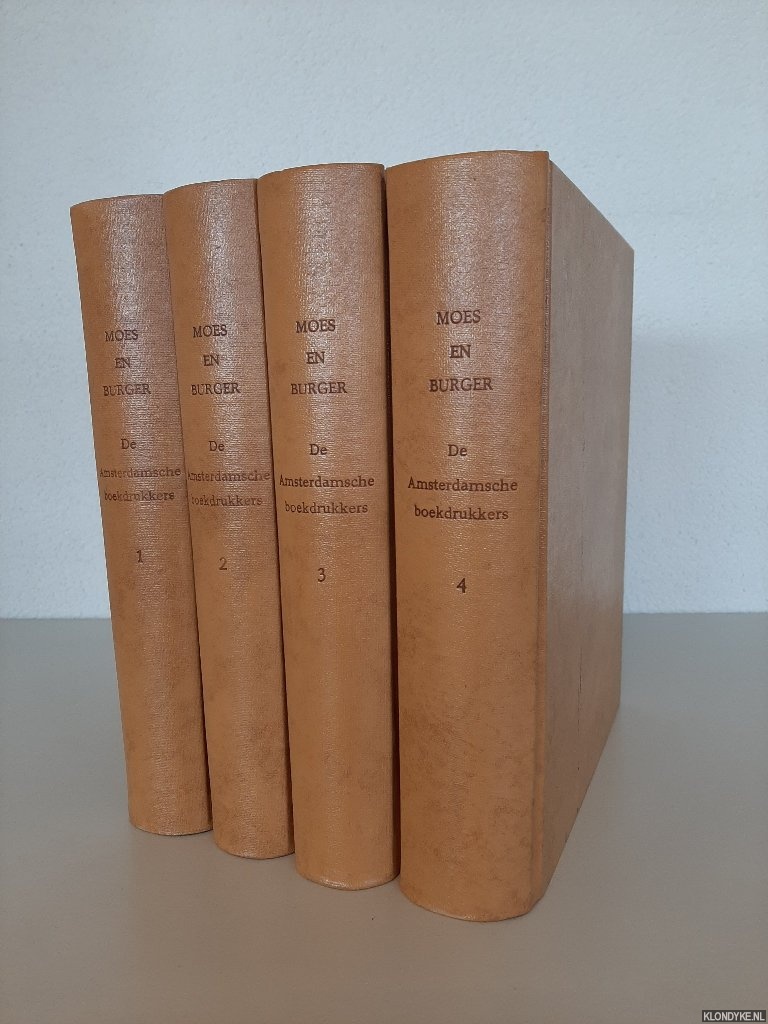 MOES
EN
BURGER
De
Amsterdamsche
boekdrukkers
1
MOES
EN
BURGER
De
Amsterdamsche
boekdrukkers
2
MOES
EN
BURGER
De
Amsterdamsche
boekdrukkers
3
MOES
EN
BURGER
De
Amsterdamsche
boekdrukkers
4
KLONDYKE.NL